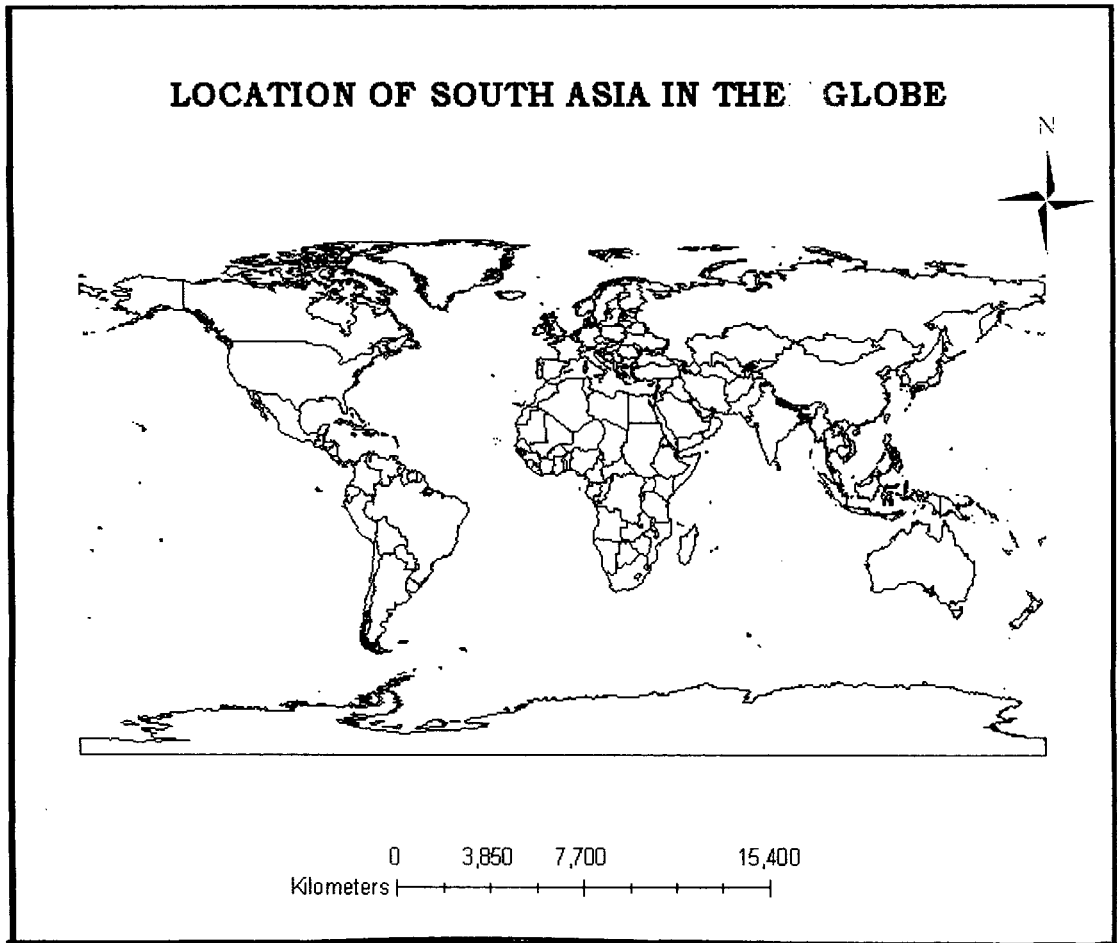 LOCATION OF SOUTH ASIA IN THE GLOBE
N
0 3,850 7,700 15,400
Kilometers